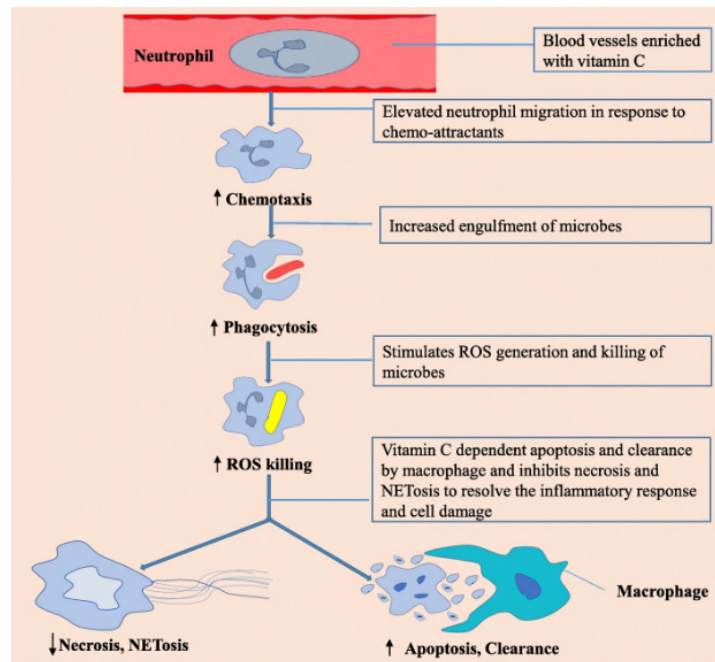 Neutrophil
Blood vessels enriched
with vitamin C
Elevated neutrophil migration in response to
chemo-attractants
↑ Chemotaxis
Increased engulfment of microbes
↑ Phagocytosis
Stimulates ROS generation and killing of
microbes
↑ ROS killing
Vitamin C dependent apoptosis and clearance
by macrophage and inhibits necrosis and
NETosis to resolve the inflammatory response
and cell damage
Macrophage
↓Necrosis, NETosis
↑ Apoptosis, Clearance